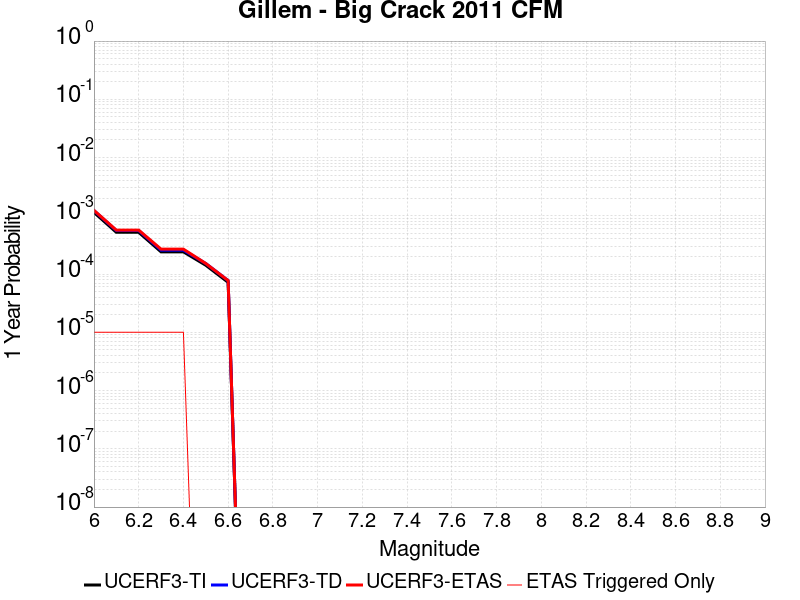 Gillem - Big Crack 2011 CFM
10 0
10 -1
10 -2
10 -3
10 -4
10 -5
10 -6
10 -7
10 -8
1 Year Probability
6 6.2 6.4 6.6 6.8 7 7.2 7.4 7.6 7.8 8 8.2 8.4 8.6 8.8 9
Magnitude
UCERF3-TI UCERF3-TD UCERF3-ETAS ETAS Triggered Only